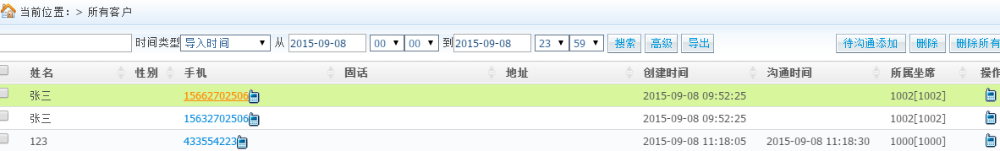 当前位置：> 所有客户
时间类型 导入时间 从 2015-09-08 00 00 到 2015-09-08 23 59 搜索 高级 导出 待沟通添加 删除 删除所有
姓名 性别 手机 固话 地址 创建时间 沟通时间 所属坐席 操作
张三 15662702506 2015-09-08 09:52:25 1002[1002]
张三 15632702506 2015-09-08 09:52:25 1002[1002]
123 433554223 2015-09-08 11:18:05 2015-09-08 11:18:30 1000[1000]